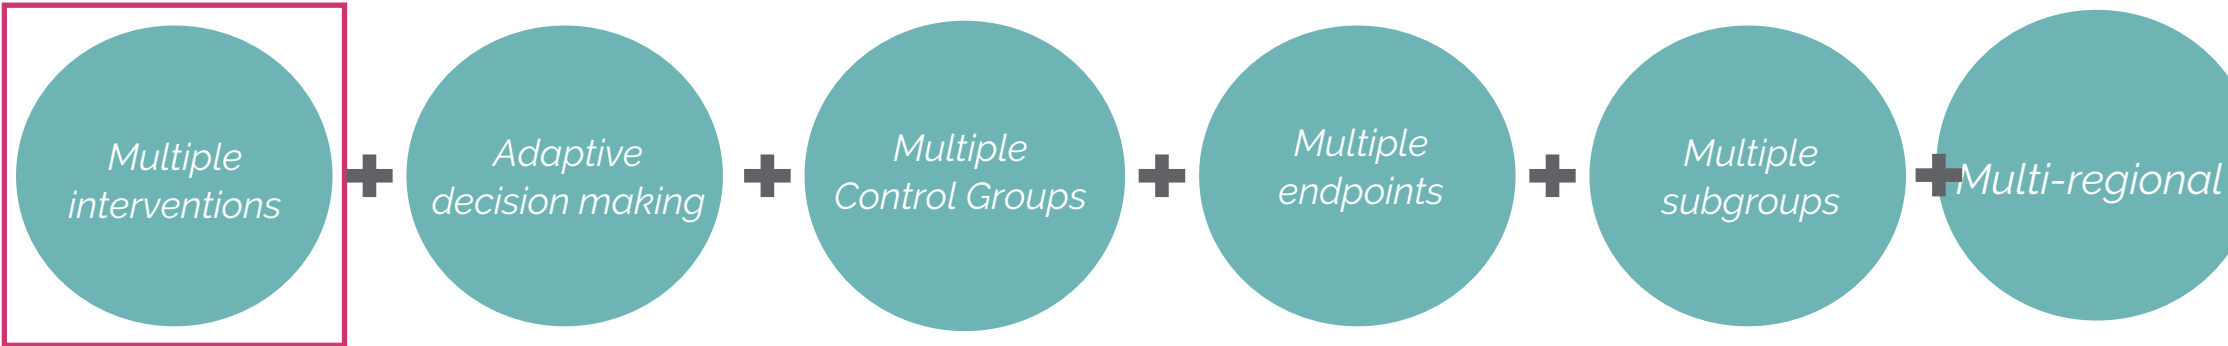 Multiple
interventions
Adaptive
decision making
Multiple
Control Groups
Multiple
endpoints
Multiple
subgroups
Multi-regional